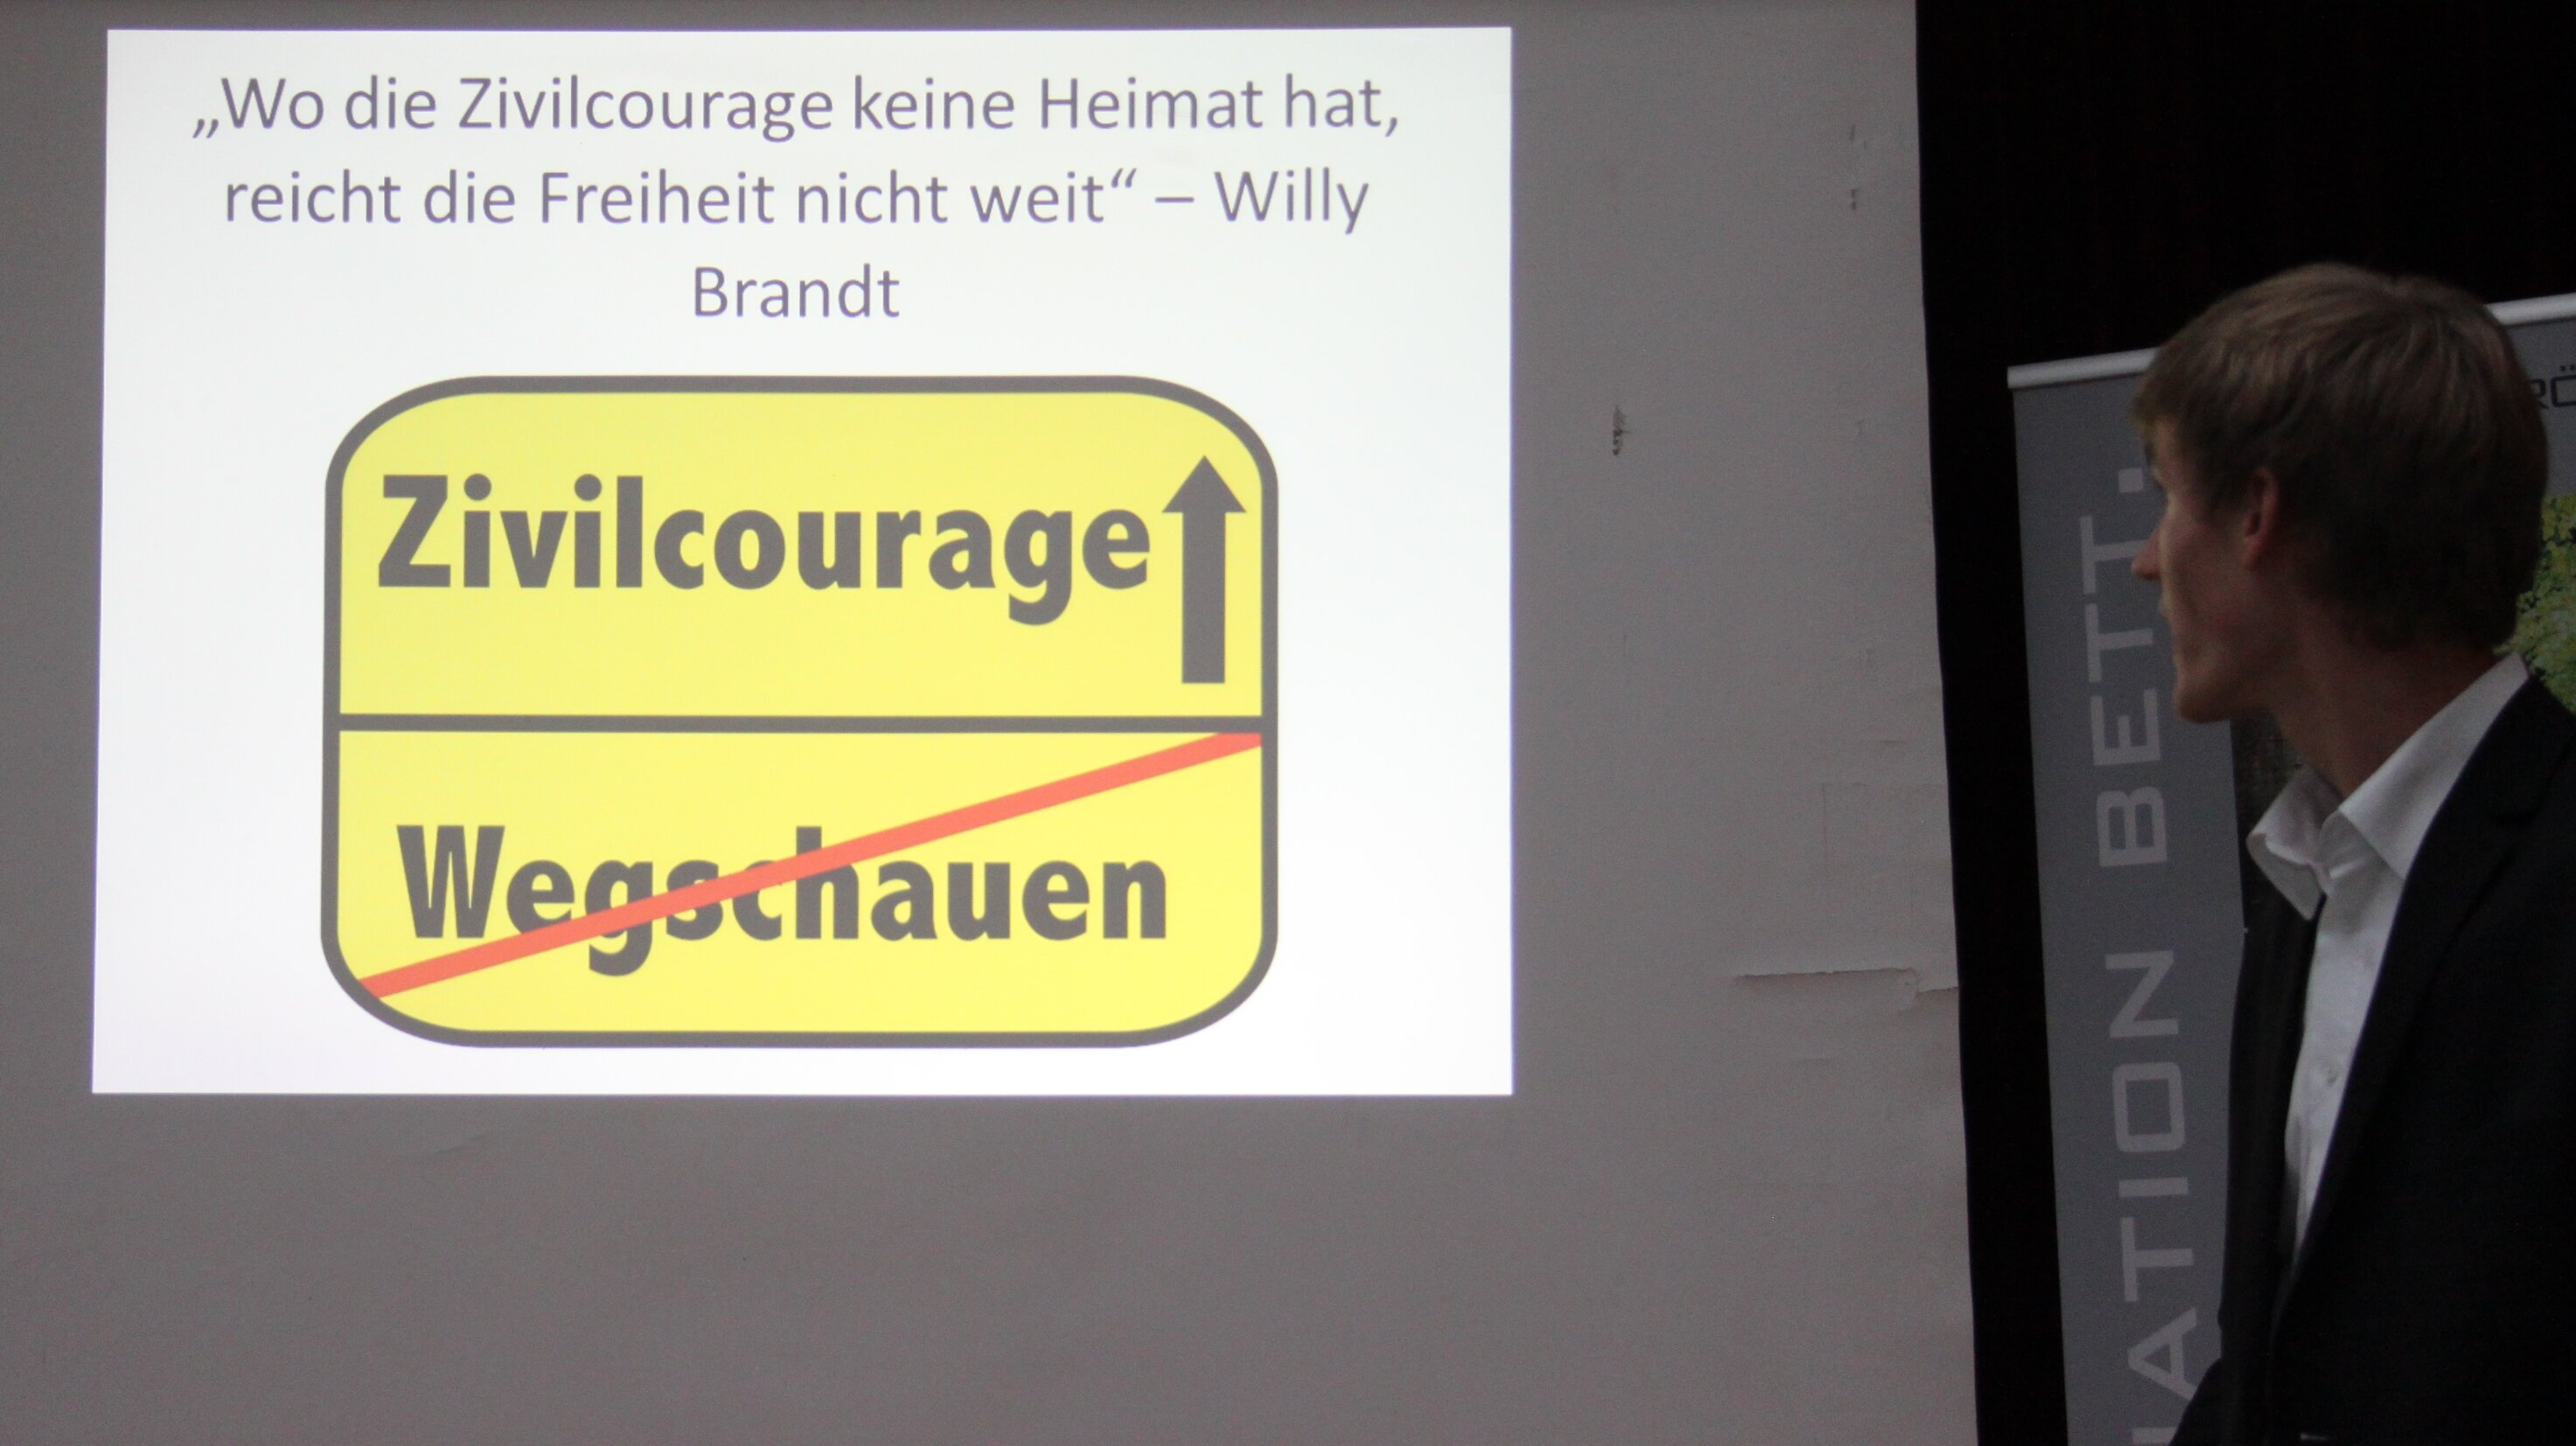 „Wo die Zivilcourage keine Heimat hat,
reicht die Freiheit nicht weit“ – Willy
Brandt
Zivilcourage
Wegschauen
ATION BETT.